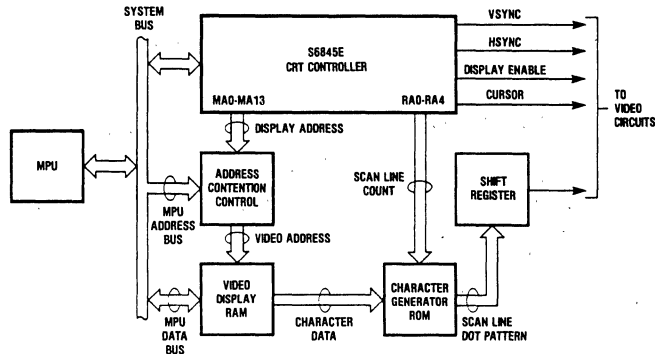 SYSTEM
BUS
S6845E
CRT CONTROLLER
MA0-MA13
RA0-RA4
VSYNC
HSYNC
DISPLAY ENABLE
CURSOR
TO
VIDEO
CIRCUITS
DISPLAY ADDRESS
MPU
ADDRESS
CONTENTION
CONTROL
MPU
ADDRESS
BUS
SCAN LINE
COUNT
SHIFT
REGISTER
VIDEO ADDRESS
VIDEO
DISPLAY
RAM
MPU
DATA
BUS
CHARACTER
DATA
CHARACTER
GENERATOR
ROM
SCAN LINE
DOT PATTERN